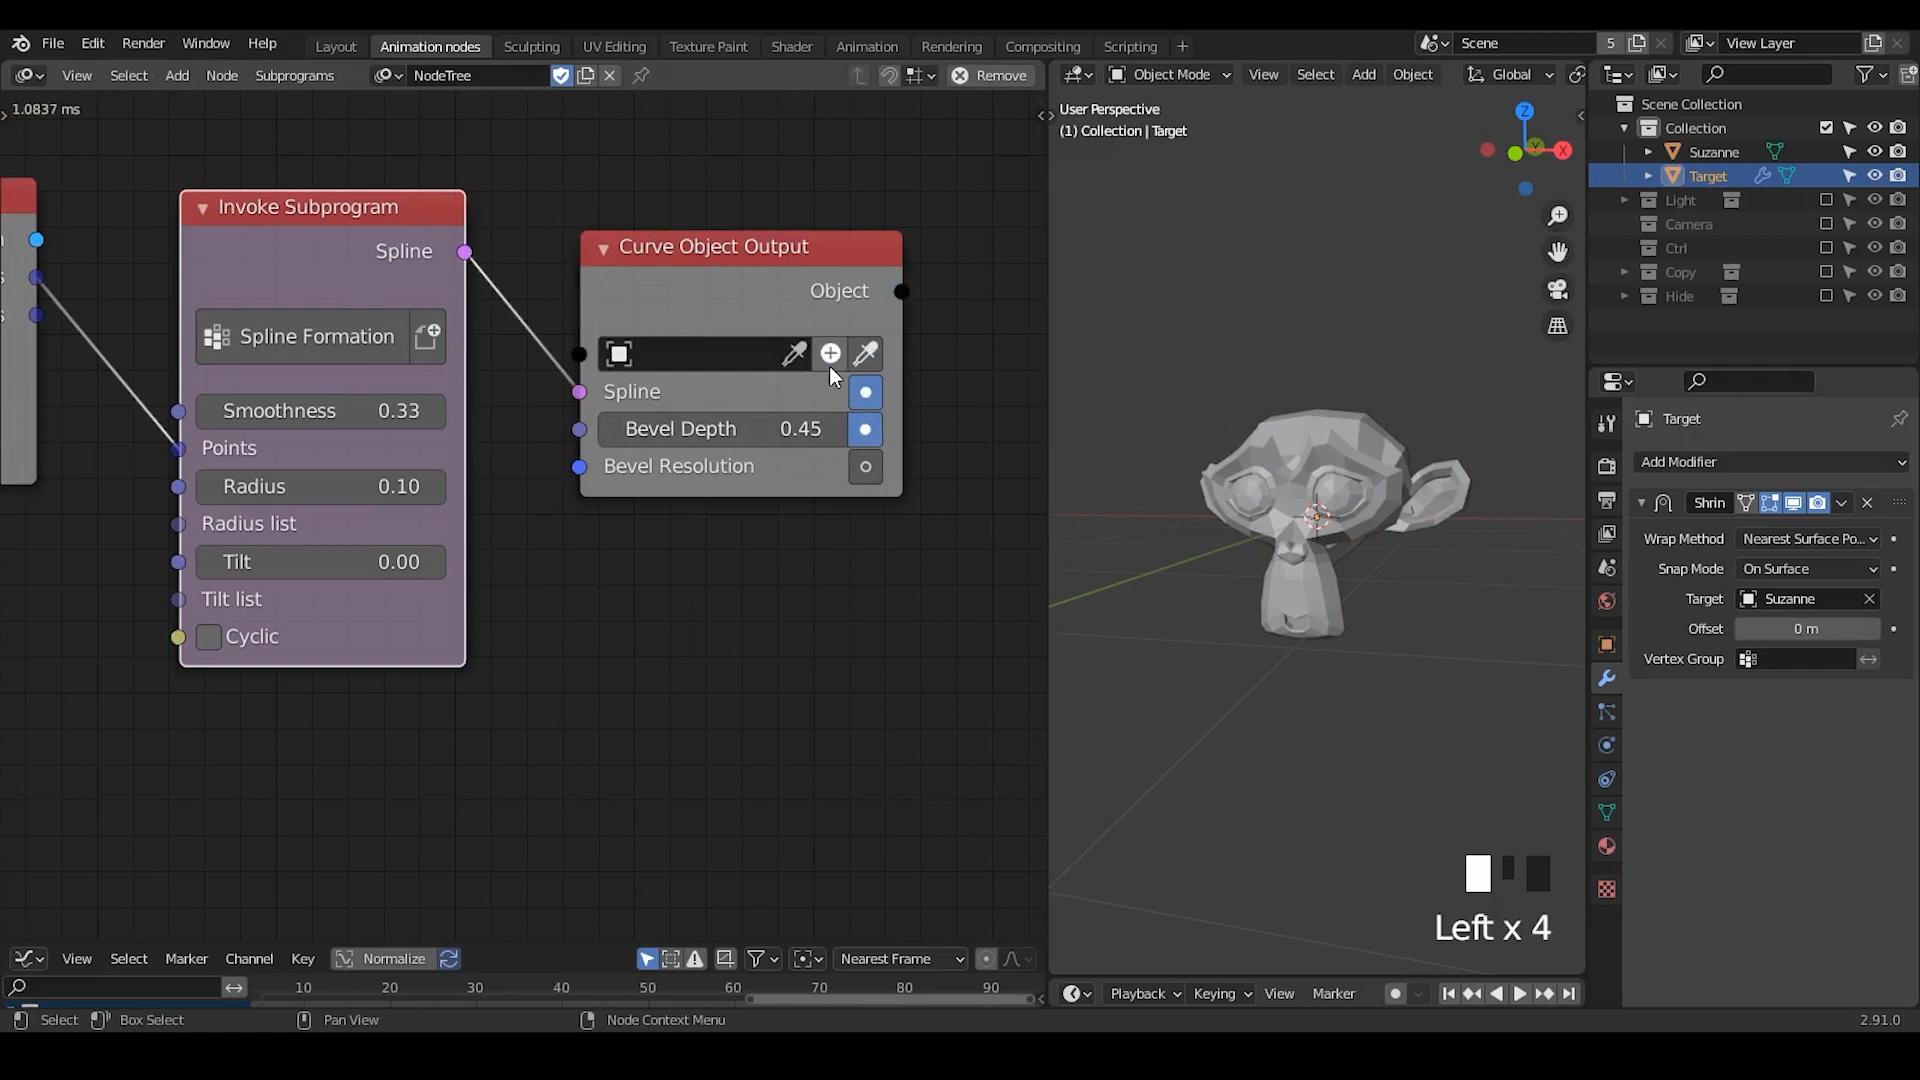 File Edit Render Window Help Layout Animation nodes Sculpting UV Editing Texture Paint Shader Animation Rendering Compositing Scripting + Scene 5 View Layer
View Select Add Node Subprograms NodeTree Remove Object Mode View Select Add Object Global
1.0837 ms
User Perspective
(1) Collection | Target
Z
X
Scene Collection
Collection
Suzanne
Target
Light
Camera
Ctrl
Copy
Hide
Invoke Subprogram
Spline
Spline Formation
Smoothness 0.33
Points
Radius 0.10
Radius list
Tilt 0.00
Tilt list
Cyclic
Curve Object Output
Object
Spline
Bevel Depth 0.45
Bevel Resolution
Target
Add Modifier
Shrin
Wrap Method Nearest Surface Po...
Snap Mode On Surface
Target Suzanne
Offset 0 m
Vertex Group
Left x 4
View Select Marker Channel Key Normalize Nearest Frame
10 20 30 40 50 60 70 80 90
Playback Keying View Marker
Select Box Select Pan View Node Context Menu 2.91.0